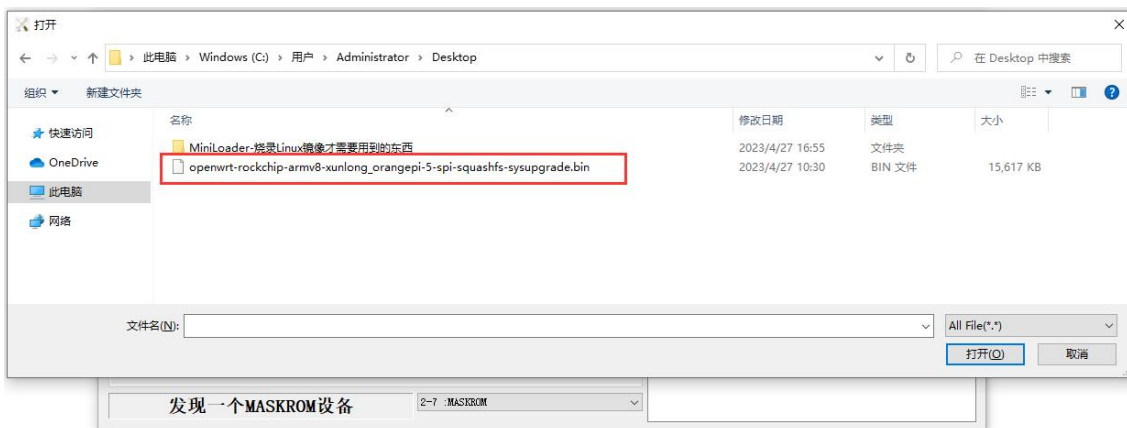 打开
此电脑 › Windows (C:) › 用户 › Administrator › Desktop
在 Desktop 中搜索
组织 新建文件夹
名称 修改日期 类型 大小
快速访问
OneDrive
此电脑
网络
MiniLoader-烧录Linux镜像才需要用到的东西 2023/4/27 16:55 文件夹
openwrt-rockchip-armv8-xunlong_orangepi-5-spi-squashfs-sysupgrade.bin 2023/4/27 10:30 BIN 文件 15,617 KB
文件名(N):
All File(*.*)
打开(O) 取消
发现一个MASKROM设备 2-7 :MASKROM